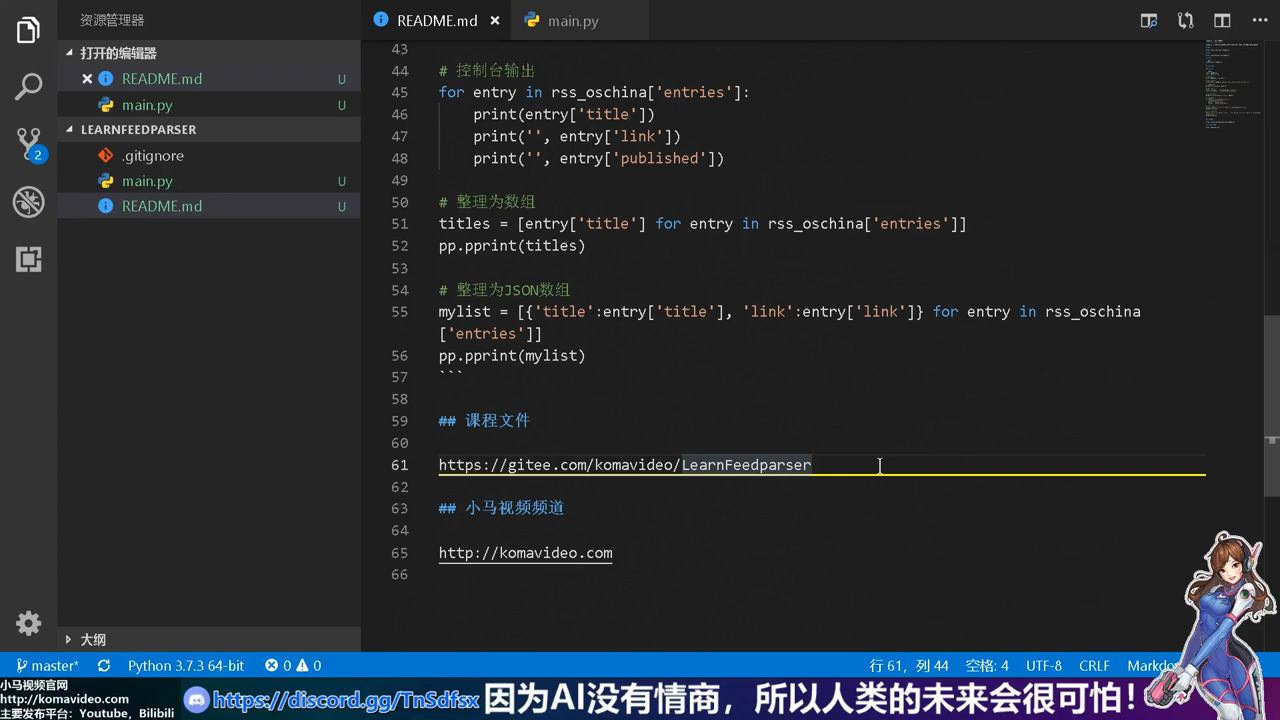 资源管理器
README.md
main.py
打开的编辑器
README.md U
main.py U
LEARNFEEDPARSER
.gitignore
main.py U
README.md U
大纲
43
44 # 控制台输出
45 for entry in rss_oschina['entries']:
46 print(entry['title'])
47 print('', entry['link'])
48 print('', entry['published'])
49
50 # 整理为数组
51 titles = [entry['title'] for entry in rss_oschina['entries']]
52 pp.pprint(titles)
53
54 # 整理为JSON数组
55 mylist = [{'title':entry['title'], 'link':entry['link']} for entry in rss_oschina
['entries']]
56 pp.pprint(mylist)
57 ```
58
59 ## 课程文件
60
61 https://gitee.com/komavideo/LearnFeedparser
62
63 ## 小马视频频道
64
65 http://komavideo.com
66
2
master* Python 3.7.3 64-bit 0 0 行 61, 列 44 空格: 4 UTF-8 CRLF
小马视频官网
http://komavideo.com
主要发布平台: Youtube, Bilibili
https://discord.gg/TnSdfsx 因为AI没有情商，所以人类的未来会很可怕!